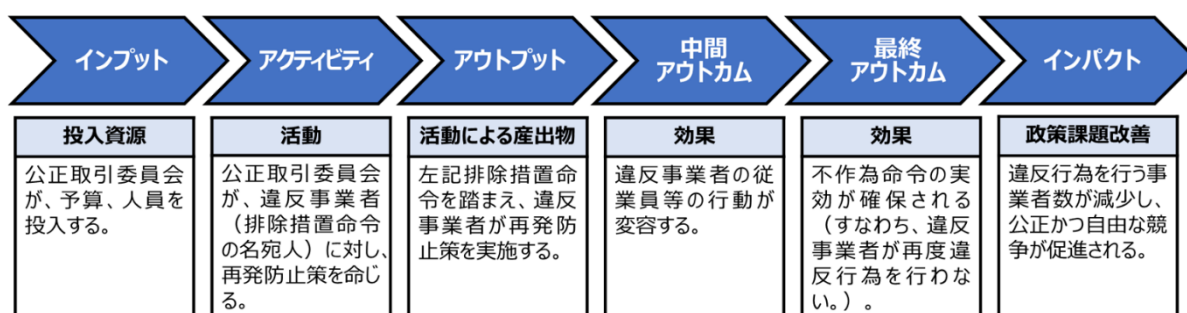 インプット
アクティビティ
アウトプット
中間
アウトカム
最終
アウトカム
インパクト
投入資源
公正取引委員会
が、予算、人員を
投入する。
活動
公正取引委員会
が、違反事業者
（排除措置命令
の名宛人）に対し、
再発防止策を命じ
る。
活動による産出物
左記排除措置命
令を踏まえ、違反
事業者が再発防
止策を実施する。
効果
違反事業者の従
業員等の行動が
変容する。
効果
不作為命令の実
効が確保される
（すなわち、違反
事業者が再度違
反行為を行わな
い。）。
政策課題改善
違反行為を行う事
業者数が減少し、
公正かつ自由な競
争が促進される。